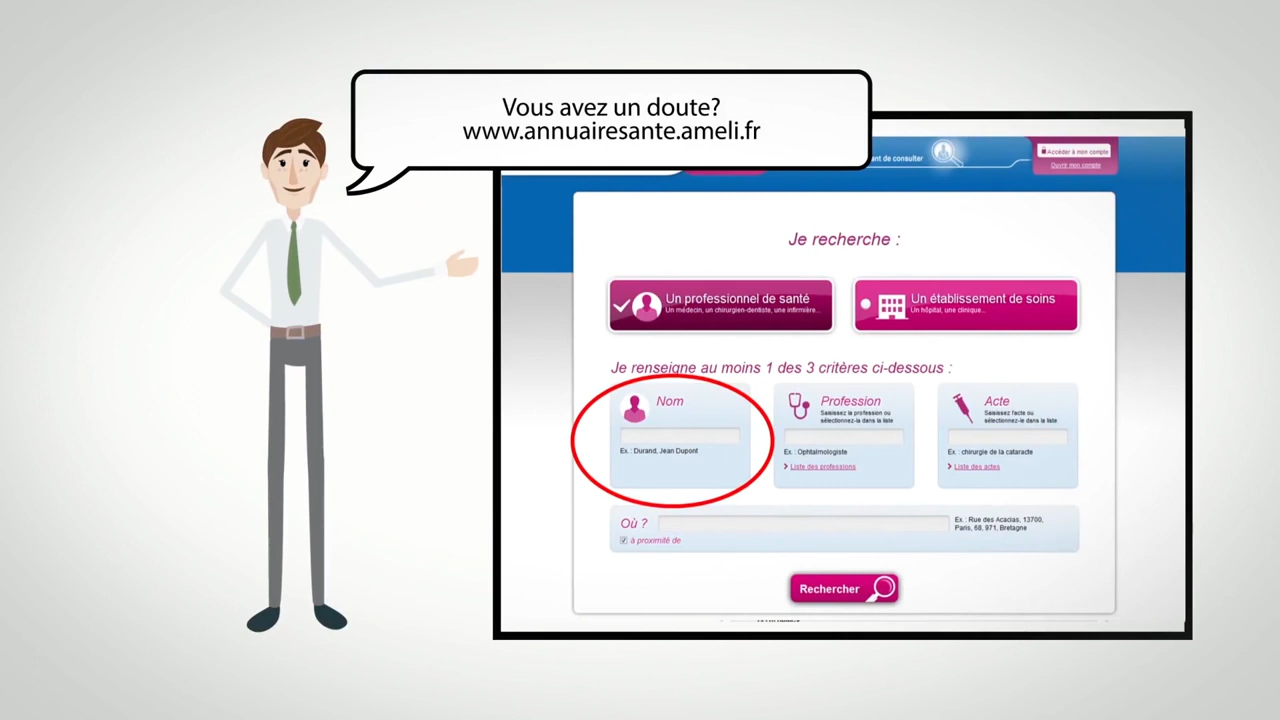 Vous avez un doute?
www.annuairesante.ameli.fr
ant de consulter
Accéder à mon compte
Ouvrir mon compte
Je recherche :
Un professionnel de santé
Un médecin, un chirurgien-dentiste, une infirmière...
Un établissement de soins
Un hôpital, une clinique...
Je renseigne au moins 1 des 3 critères ci-dessous :
Nom
Ex. : Durand, Jean Dupont
Profession
Saisissez la profession ou
sélectionnez-la dans la liste
Ex. : Ophtalmologiste
Liste des professions
Acte
Saisissez l'acte ou
sélectionnez-le dans la liste
Ex. : chirurgie de la cataracte
Liste des actes
Où ?
Ex. : Rue des Acacias, 13700,
Paris, 68, 971, Bretagne
à proximité de
Rechercher